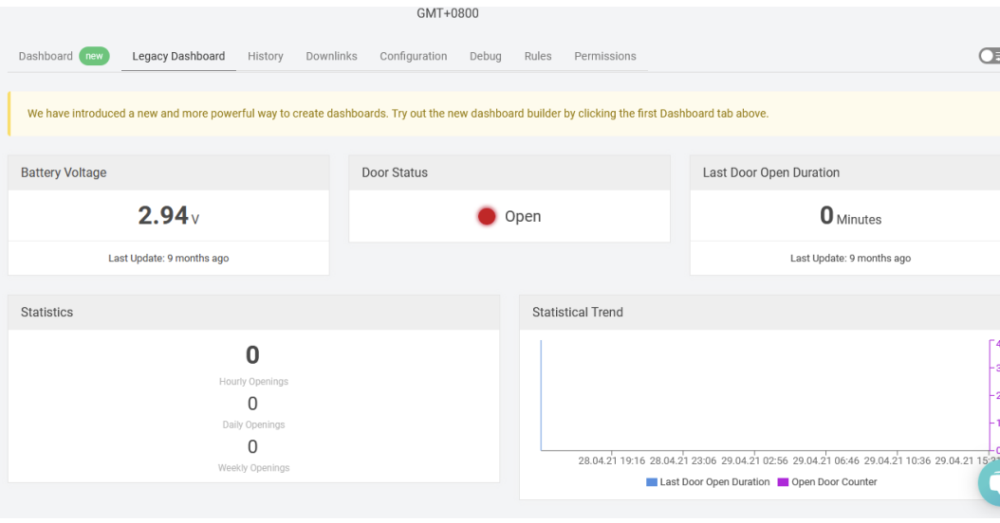 GMT+0800
Dashboard new Legacy Dashboard History Downlinks Configuration Debug Rules Permissions
We have introduced a new and more powerful way to create dashboards. Try out the new dashboard builder by clicking the first Dashboard tab above.
Battery Voltage
2.94 V
Last Update: 9 months ago
Door Status
Open
Last Door Open Duration
0 Minutes
Last Update: 9 months ago
Statistics
0
Hourly Openings
0
Daily Openings
0
Weekly Openings
Statistical Trend
4
3
2
1
0
28.04.21 19:16 28.04.21 23:06 29.04.21 02:56 29.04.21 06:46 29.04.21 10:36 29.04.21
Last Door Open Duration Open Door Counter